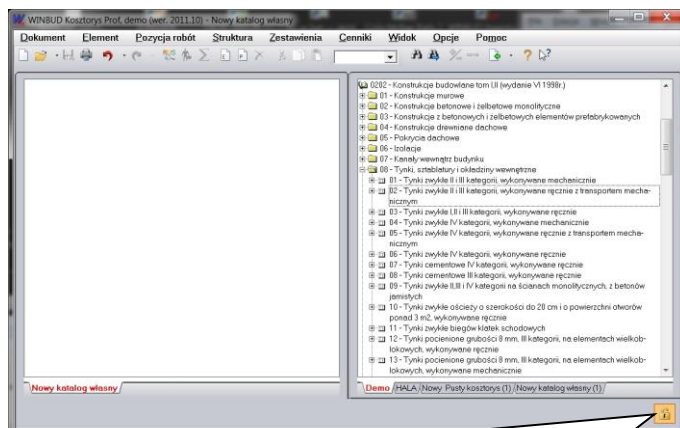 WINBUD Kosztorys Prof. demo (wer. 2011.10) - Nowy katalog własny
Dokument Element Pozycja robót Struktura Zestawienia Cenniki Widok Opcje Pomoc
0202 - Konstrukcje budowlane tom I,II (wydanie VI 1998r.)
01 - Konstrukcje murowe
02 - Konstrukcje betonowe i żelbetowe monolityczne
03 - Konstrukcje z betonowych i żelbetowych elementów prefabrykowanych
04 - Konstrukcje drewniane dachowe
05 - Pokrycia dachowe
06 - Izolacje
07 - Kanały wewnątrz budynku
08 - Tynki, sztablatury i okładziny wewnętrzne
01 - Tynki zwykłe II i III kategorii, wykonywane mechanicznie
02 - Tynki zwykłe II i III kategorii, wykonywane ręcznie z transportem mecha-
nicznym
03 - Tynki zwykłe I,II i III kategorii, wykonywane ręcznie
04 - Tynki zwykłe IV kategorii, wykonywane mechanicznie
05 - Tynki zwykłe IV kategorii, wykonywane ręcznie z transportem mecha-
nicznym
06 - Tynki zwykłe IV kategorii, wykonywane ręcznie
07 - Tynki cementowe IV kategorii, wykonywane ręcznie
08 - Tynki cementowe III kategorii, wykonywane ręcznie
09 - Tynki zwykłe II,III i IV kategorii na ścianach monolitycznych, z betonów
jamistych
10 - Tynki zwykłe ościeży o szerokości do 20 cm i o powierzchni otworów
ponad 3 m2, wykonywane ręcznie
11 - Tynki zwykłe biegów klatek schodowych
12 - Tynki pocienione grubości 8 mm, III kategorii, na elementach wielkob-
lokowych, wykonywane ręcznie
13 - Tynki pocienione grubości 8 mm, III kategorii, na elementach wielkob-
lokowych, wykonywane mechanicznie
Nowy katalog własny
Demo HALA Nowy Pusty kosztorys (1) Nowy katalog własny (1)